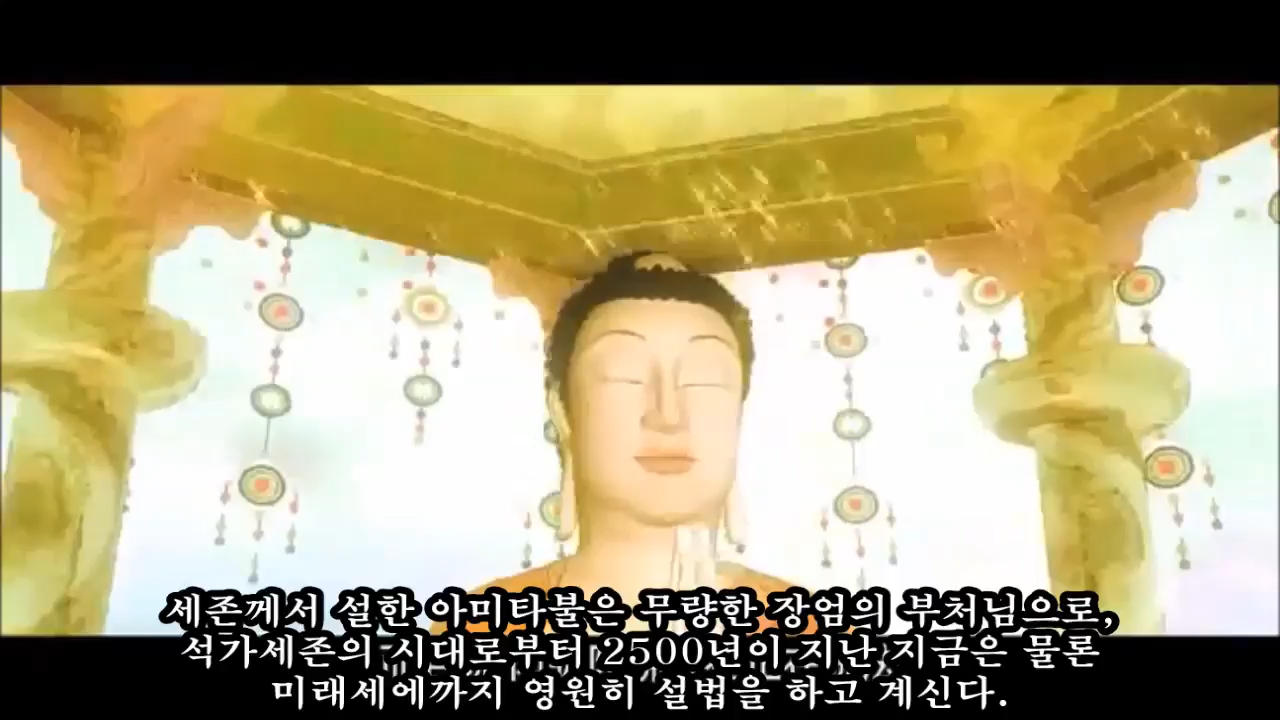 세존께서 설한 아미타불은 무량한 장엄의 부처님으로,
석가세존의 시대로부터 2500년이 지난 지금은 물론
미래세에까지 영원히 설법을 하고 계신다.